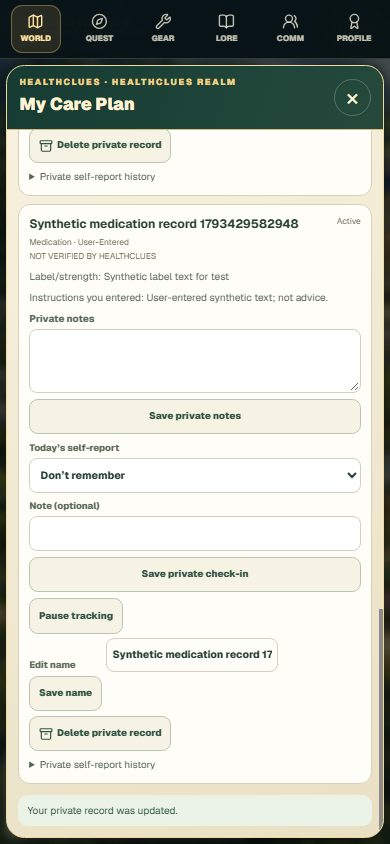 WORLD
QUEST
GEAR
LORE
COMM
PROFILE
HEALTHCLUES · HEALTHCLUES REALM
My Care Plan
Delete private record
Private self-report history
Synthetic medication record 1793429582948
Active
Medication · User-Entered
NOT VERIFIED BY HEALTHCLUES
Label/strength: Synthetic label text for test
Instructions you entered: User-entered synthetic text; not advice.
Private notes
Save private notes
Today's self-report
Don't remember
Note (optional)
Save private check-in
Pause tracking
Edit name
Synthetic medication record 17
Save name
Delete private record
Private self-report history
Your private record was updated.